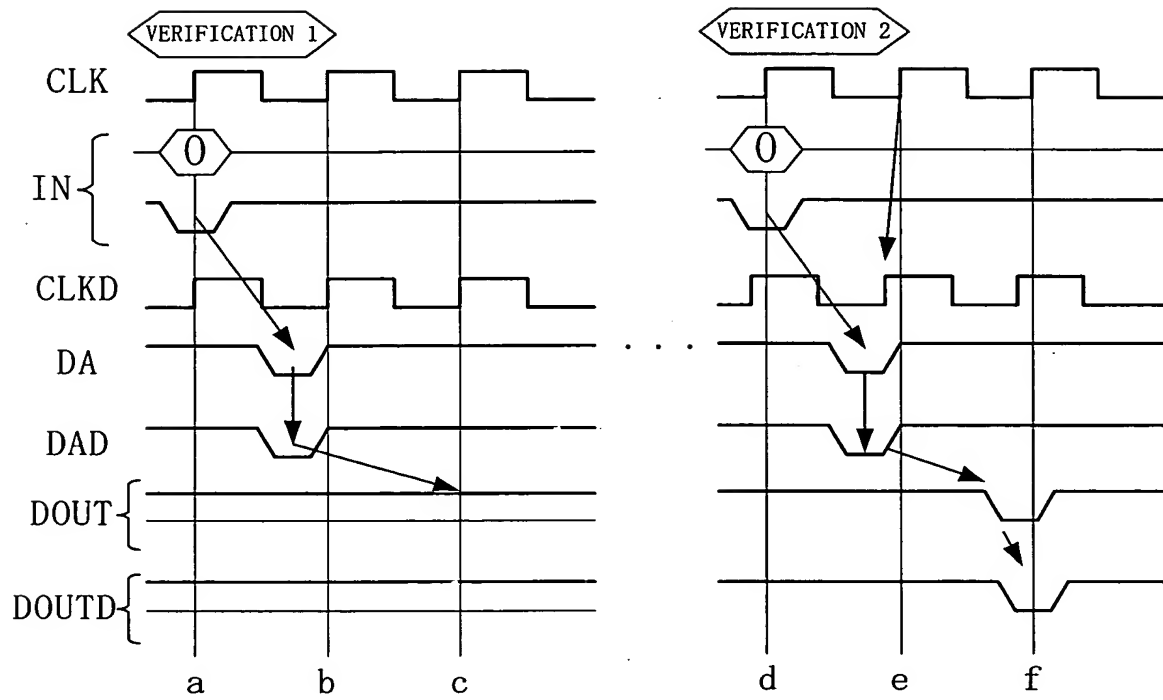 VERIFICATION 1 VERIFICATION 2
CLK
0 0
IN
CLKD
DA
. . .
DAD
DOUT
DOUTD
a b c d e f